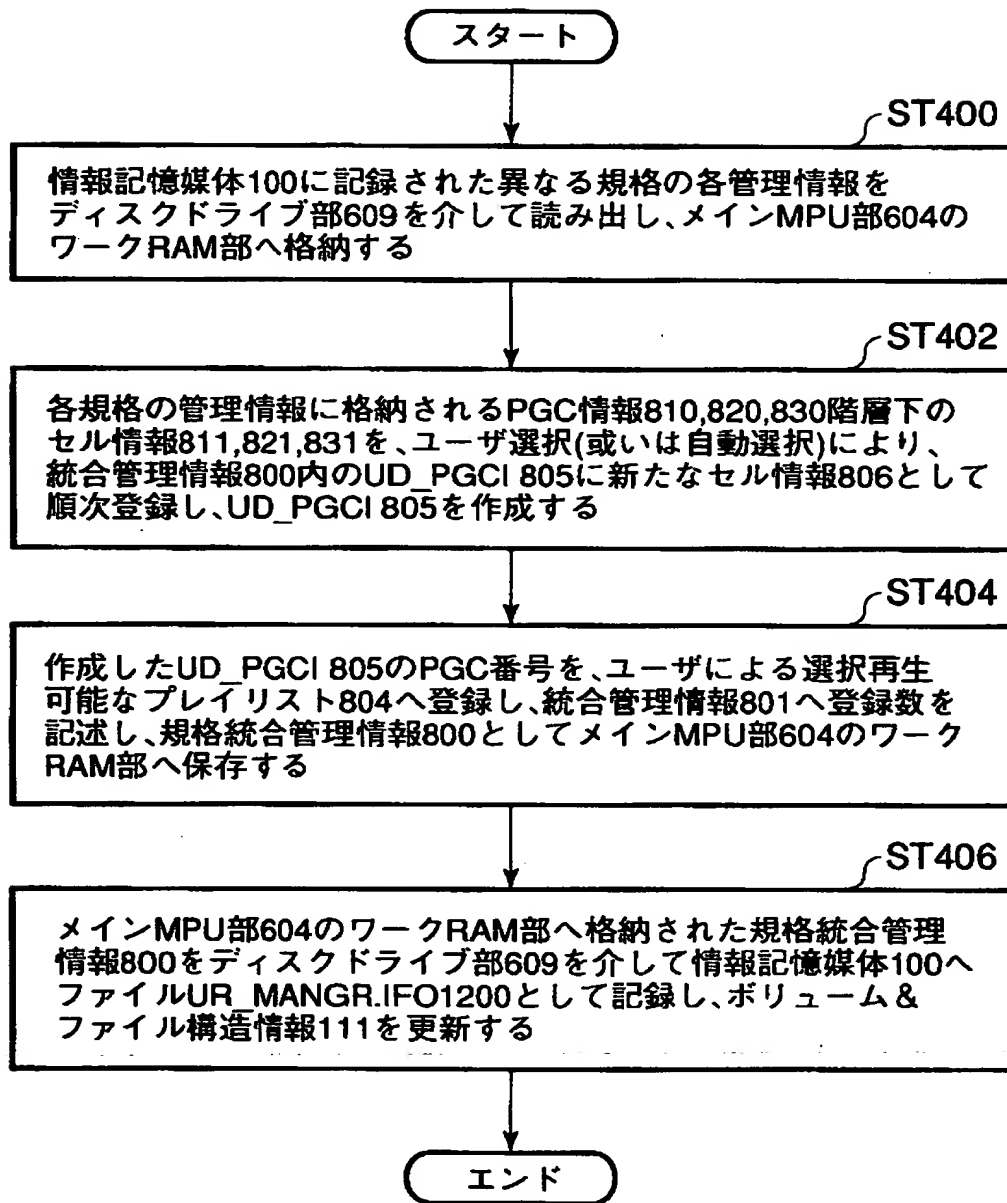 スタート
ST400
情報記憶媒体100に記録された異なる規格の各管理情報を
ディスクドライブ部609を介して読み出し、メインMPU部604の
ワークRAM部へ格納する
ST402
各規格の管理情報に格納されるPGC情報810,820,830階層下の
セル情報811,821,831を、ユーザ選択(或いは自動選択)により、
統合管理情報800内のUD_PGCI 805に新たなセル情報806として
順次登録し、UD_PGCI 805を作成する
ST404
作成したUD_PGCI 805のPGC番号を、ユーザによる選択再生
可能なプレイリスト804へ登録し、統合管理情報801へ登録数を
記述し、規格統合管理情報800としてメインMPU部604のワーク
RAM部へ保存する
ST406
メインMPU部604のワークRAM部へ格納された規格統合管理
情報800をディスクドライブ部609を介して情報記憶媒体100へ
ファイルUR_MANGR.IFO1200として記録し、ボリューム&
ファイル構造情報111を更新する
エンド